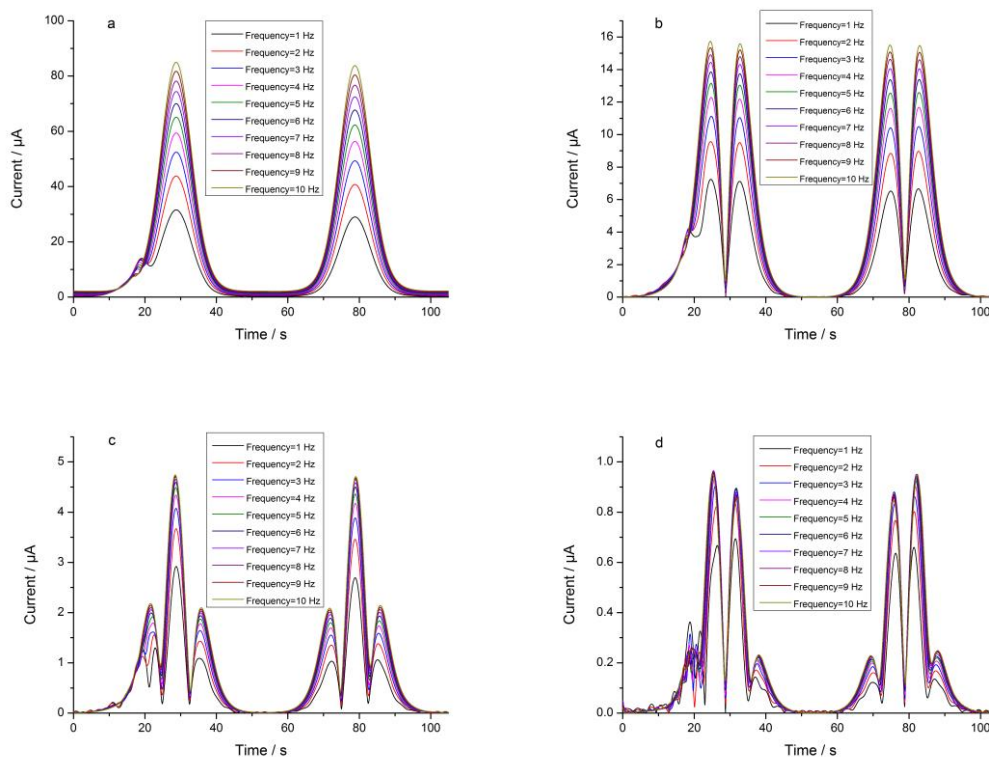 a
100
80
60
40
20
0
Current / µA
Frequency=1 Hz
Frequency=2 Hz
Frequency=3 Hz
Frequency=4 Hz
Frequency=5 Hz
Frequency=6 Hz
Frequency=7 Hz
Frequency=8 Hz
Frequency=9 Hz
Frequency=10 Hz
0 20 40 60 80 100
Time / s
b
16
14
12
10
8
6
4
2
0
Current / µA
Frequency=1 Hz
Frequency=2 Hz
Frequency=3 Hz
Frequency=4 Hz
Frequency=5 Hz
Frequency=6 Hz
Frequency=7 Hz
Frequency=8 Hz
Frequency=9 Hz
Frequency=10 Hz
0 20 40 60 80 100
Time / s
c
5
4
3
2
1
0
Current / µA
Frequency=1 Hz
Frequency=2 Hz
Frequency=3 Hz
Frequency=4 Hz
Frequency=5 Hz
Frequency=6 Hz
Frequency=7 Hz
Frequency=8 Hz
Frequency=9 Hz
Frequency=10 Hz
0 20 40 60 80 100
Time / s
d
1.0
0.8
0.6
0.4
0.2
0.0
Current / µA
Frequency=1 Hz
Frequency=2 Hz
Frequency=3 Hz
Frequency=4 Hz
Frequency=5 Hz
Frequency=6 Hz
Frequency=7 Hz
Frequency=8 Hz
Frequency=9 Hz
Frequency=10 Hz
0 20 40 60 80 100
Time / s